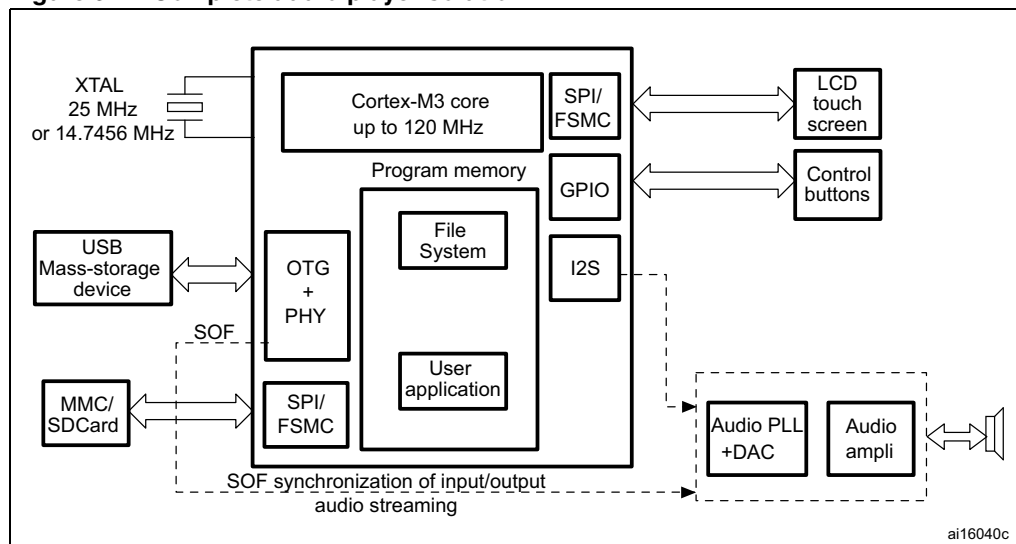 XTAL
25 MHz
or 14.7456 MHz
Cortex-M3 core
up to 120 MHz
SPI/
FSMC
LCD
touch
screen
Program memory
GPIO
Control
buttons
File
System
I2S
USB
Mass-storage
device
OTG
+
PHY
SOF
User
application
MMC/
SDCard
SPI/
FSMC
Audio PLL
+DAC
Audio
ampli
SOF synchronization of input/output
audio streaming
ai16040c